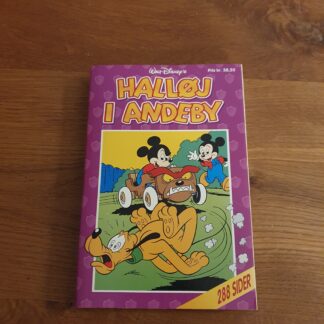 Walt Disney's
Pris kr. 38,50
HALLØJ
I ANDEBY
288 SIDER